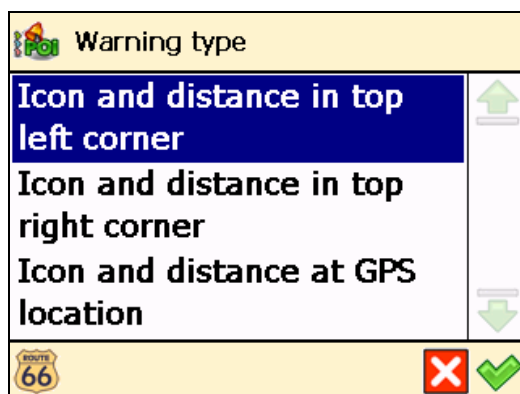 POI Warning type
Icon and distance in top
left corner
Icon and distance in top
right corner
Icon and distance at GPS
location
ROUTE
66